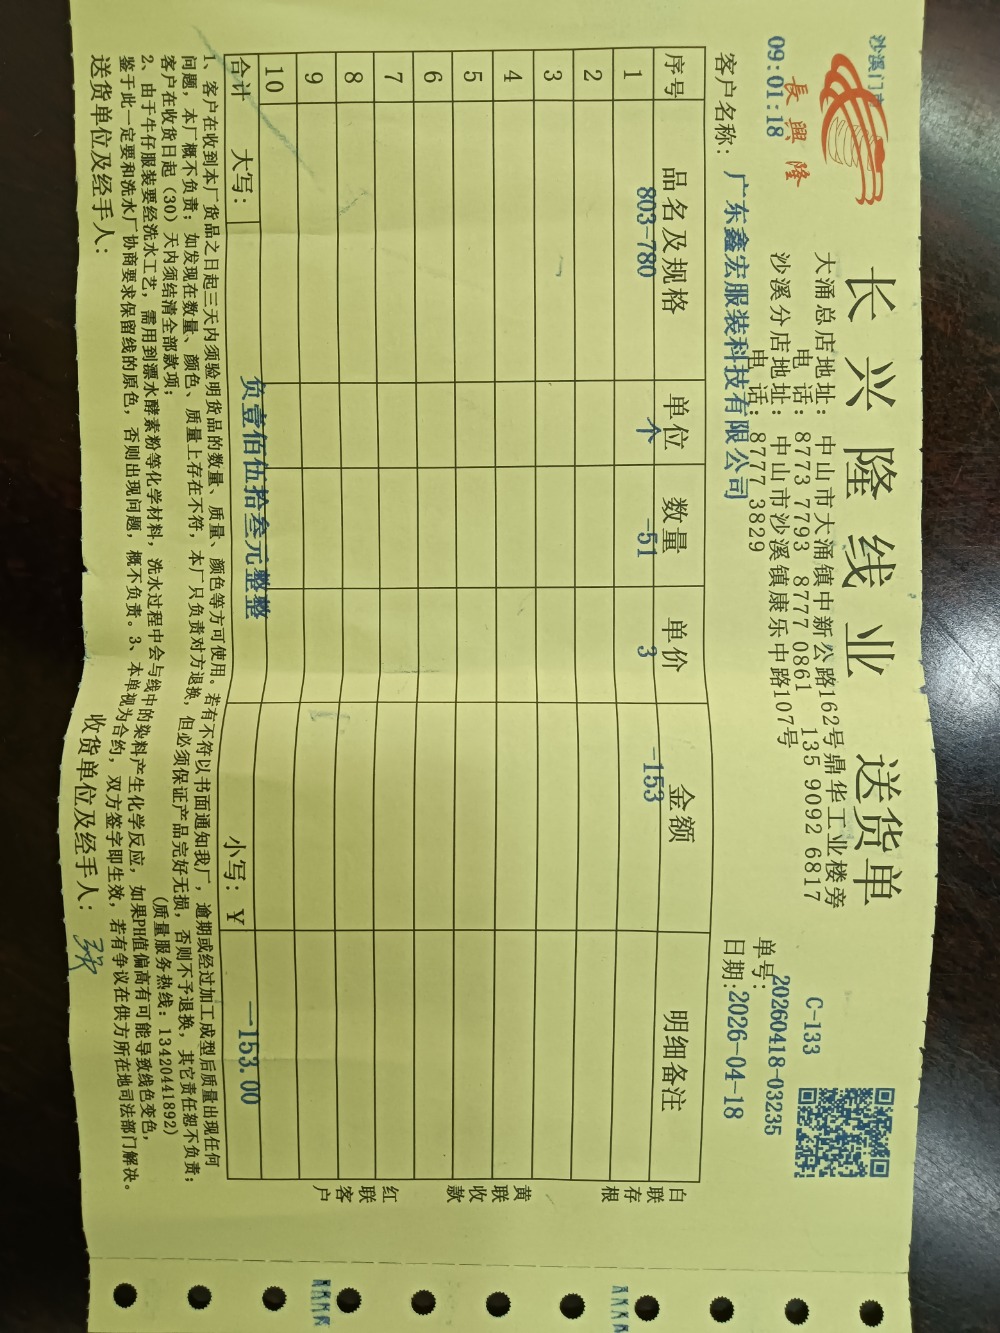 沙溪门市
09:01:18
長興隆
长兴隆线业 送货单
大涌总店地址：中山市大涌镇中新公路162号鼎华工业楼旁
电 话：8773 7793 8777 0861 135 9092 6817
沙溪分店地址：中山市沙溪镇康乐中路107号
电 话：8777 3829
C-133
单号：20260418-03235
客户名称：广东鑫宏服装科技有限公司
日期：2026-04-18
序号 品名及规格 单位 数量 单价 金额 明细备注
1 803-780 个 -51 3 -153
2
3
4
5
6
7
8
9
10
合计 大写：负壹佰伍拾叁元整整 小写：¥ -153.00
1、客户在收到本厂货品之日起三天内须验明货品的数量、质量、颜色等方可使用。若有不符以书面通知我厂，逾期或经过加工成型后质量出现任何
问题，本厂概不负责；如发现在数量、颜色、质量上存在不符，本厂只负责对方退换，但必须保证产品完好无损，否则不予退换，其它责任恕不负责；
客户在收货日起（30）天内须结清全部款项； (质量服务热线：13420441892)
2、由于牛仔服装要经洗水工艺，需用到漂水酵素粉等化学材料，洗水过程中会与线中的染料产生化学反应，如果PH值偏高有可能导致线色变色，
鉴于此一定要和洗水厂协商要求保留线的原色，否则出现问题，概不负责。3、本单视为合约，双方签字即生效，若有争议在供方所在地司法部门解决。
送货单位及经手人： 收货单位及经手人：
白联存根
黄联收款
红联客户